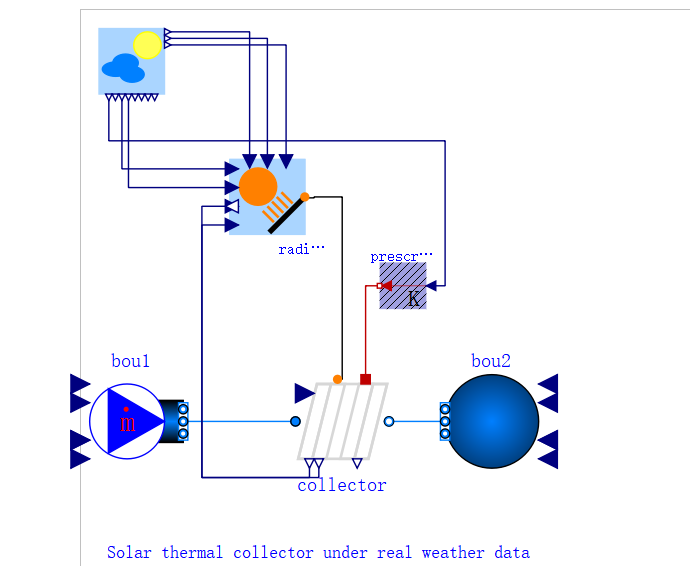 radi…
prescr…
K
bou1
bou2
ṁ
collector
Solar thermal collector under real weather data